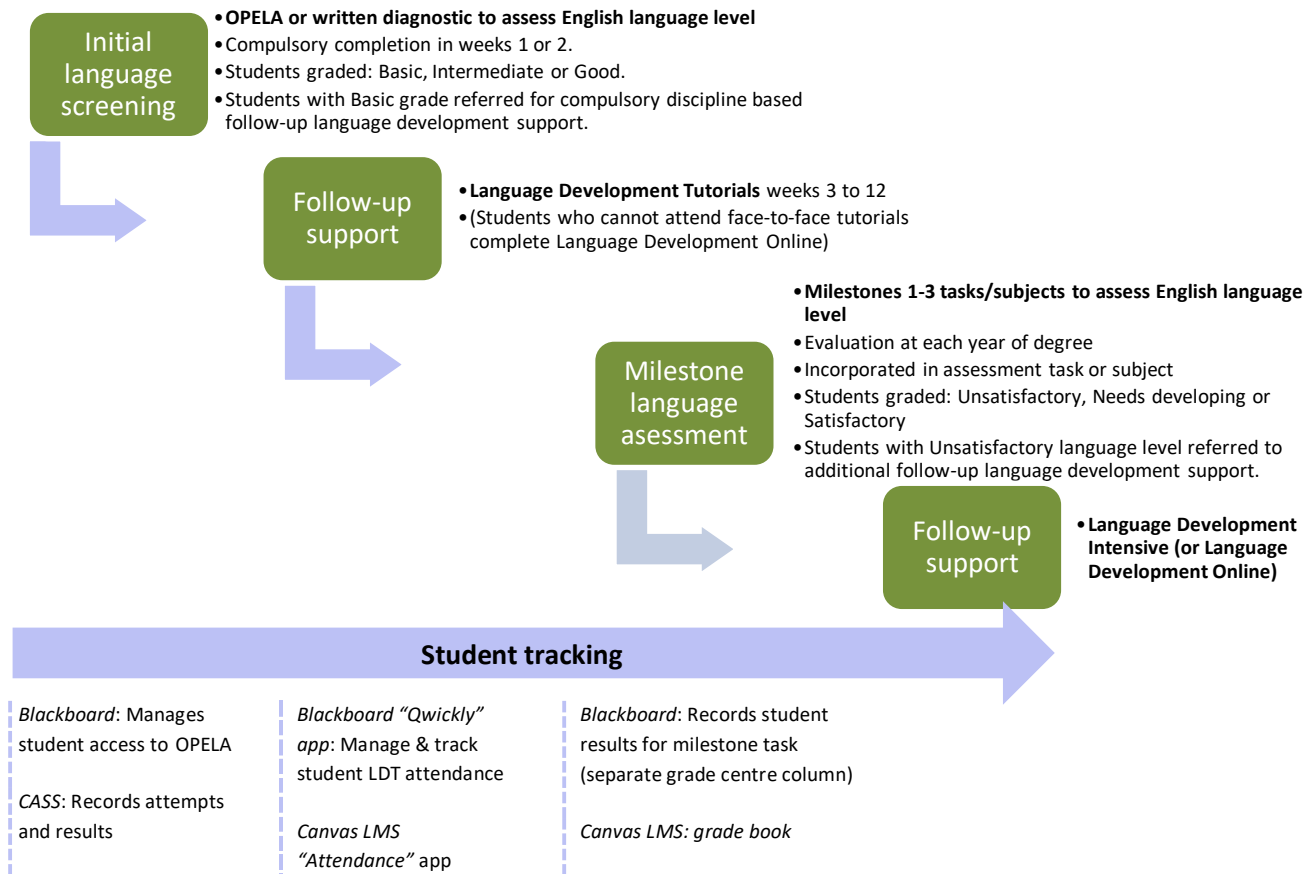 Initial
language
screening
•OPELA or written diagnostic to assess English language level
•Compulsory completion in weeks 1 or 2.
•Students graded: Basic, Intermediate or Good.
•Students with Basic grade referred for compulsory discipline based
follow-up language development support.
Follow-up
support
•Language Development Tutorials weeks 3 to 12
•(Students who cannot attend face-to-face tutorials
complete Language Development Online)
Milestone
language
asessment
•Milestones 1-3 tasks/subjects to assess English language
level
•Evaluation at each year of degree
•Incorporated in assessment task or subject
•Students graded: Unsatisfactory, Needs developing or
Satisfactory
•Students with Unsatisfactory language level referred to
additional follow-up language development support.
Follow-up
support
•Language Development
Intensive (or Language
Development Online)
Student tracking
Blackboard: Manages
student access to OPELA
CASS: Records attempts
and results
Blackboard “Qwickly”
app: Manage & track
student LDT attendance
Canvas LMS
“Attendance” app
Blackboard: Records student
results for milestone task
(separate grade centre column)
Canvas LMS: grade book